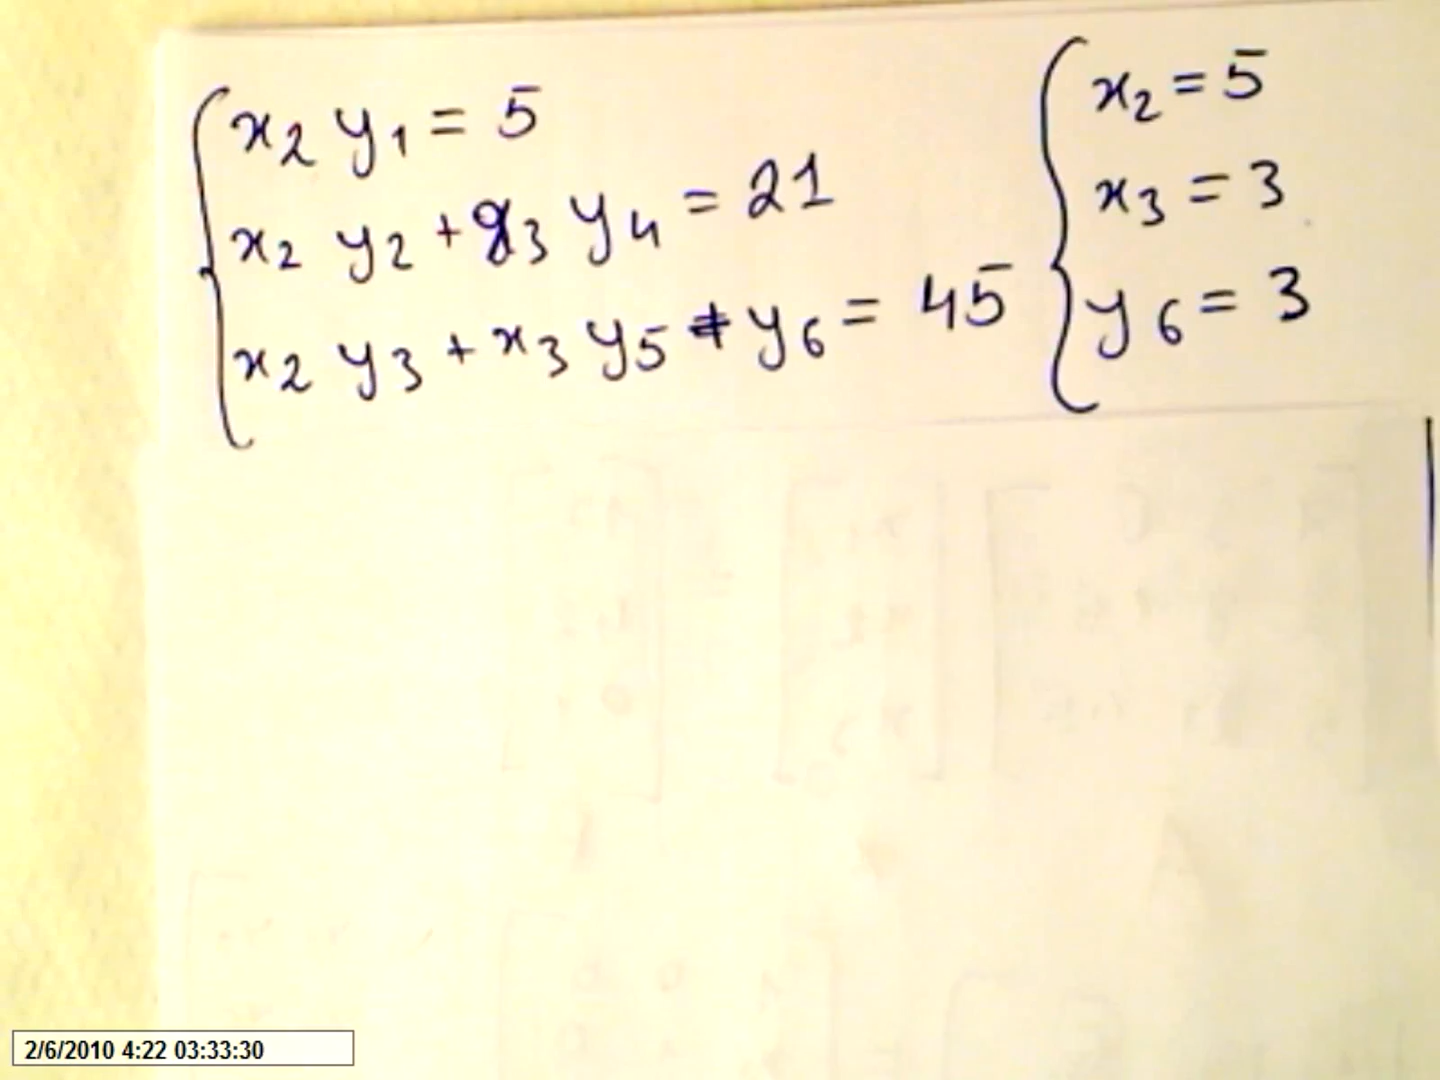 x₂ y₁ = 5
x₂ y₂ + x₃ y₄ = 21
x₂ y₃ + x₃ y₅ + y₆ = 45
x₂ = 5
x₃ = 3
y₆ = 3
2/6/2010 4:22 03:33:30